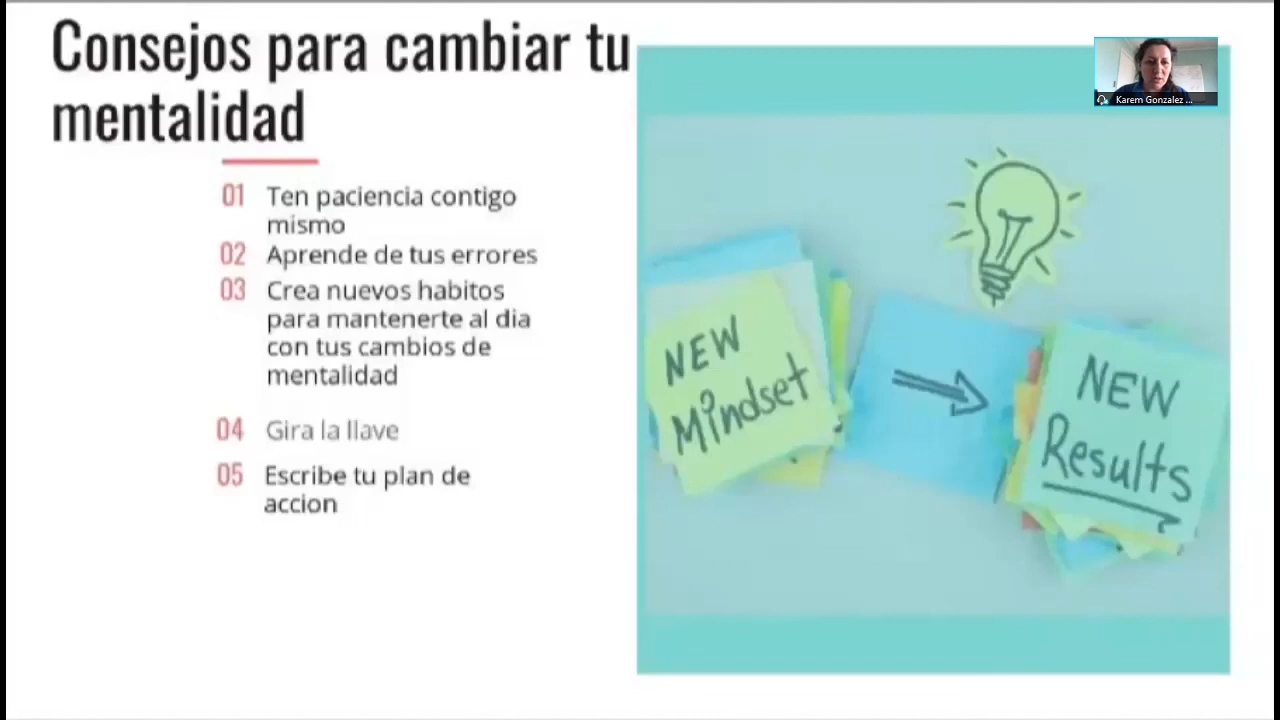 Consejos para cambiar tu
mentalidad
01 Ten paciencia contigo
mismo
02 Aprende de tus errores
03 Crea nuevos habitos
para mantenerte al dia
con tus cambios de
mentalidad
04 Gira la llave
05 Escribe tu plan de
accion
NEW
Mindset
NEW
Results
Karem Gonzalez ...